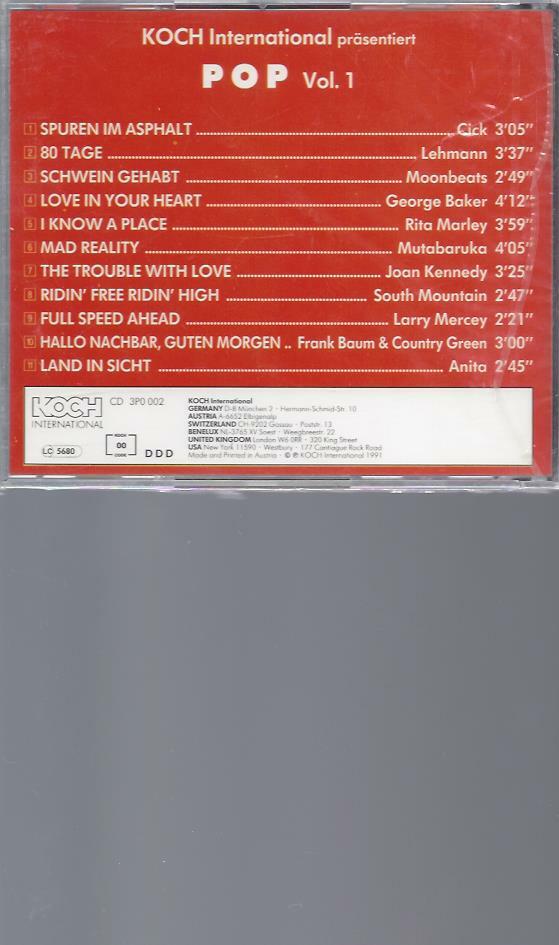 KOCH International präsentiert
POP Vol. 1
1 SPUREN IM ASPHALT Cick 3'05"
2 80 TAGE Lehmann 3'37"
3 SCHWEIN GEHABT Moonbeats 2'49"
4 LOVE IN YOUR HEART George Baker 4'12"
5 I KNOW A PLACE Rita Marley 3'59"
6 MAD REALITY Mutabaruka 4'05"
7 THE TROUBLE WITH LOVE Joan Kennedy 3'25"
8 RIDIN' FREE RIDIN' HIGH South Mountain 2'47"
9 FULL SPEED AHEAD Larry Mercey 2'21"
10 HALLO NACHBAR, GUTEN MORGEN .. Frank Baum & Country Green 3'00"
11 LAND IN SICHT Anita 2'45"
KOCH INTERNATIONAL
CD 3P0 002
LC 5680
KOCH 00 CODE
DDD
KOCH International
GERMANY D-8 München 2 · Hermann-Schmid-Str. 10
AUSTRIA A-6652 Elbigenalp
SWITZERLAND CH-9202 Gossau · Poststr. 13
BENELUX NL-3765 XV Soest · Weegbreestr. 22
UNITED KINGDOM London W6 0RR · 320 King Street
USA New York 11590 · Westbury · 177 Cantiague Rock Road
Made and Printed in Austria · © ℗ KOCH International 1991